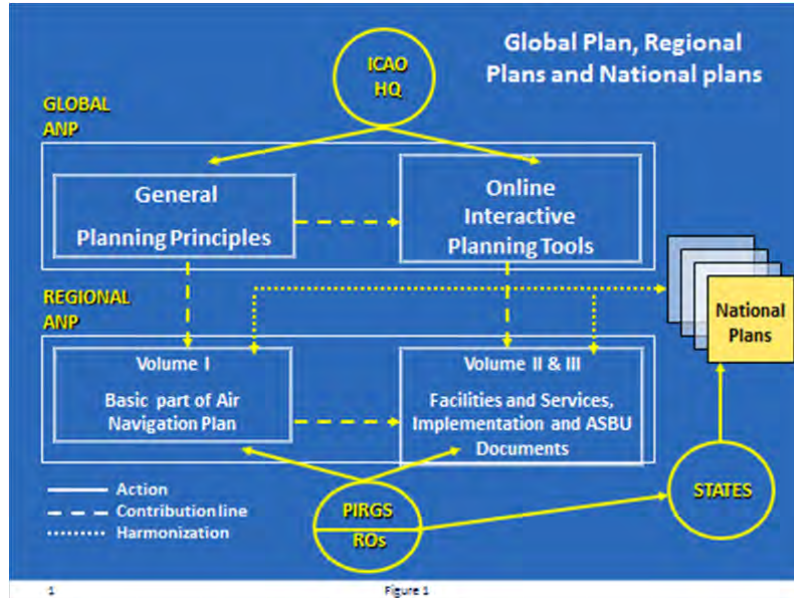 Global Plan, Regional
Plans and National plans
ICAO
HQ
GLOBAL
ANP
General
Planning Principles
Online
Interactive
Planning Tools
REGIONAL
ANP
National
Plans
Volume I
Basic part of Air
Navigation Plan
Volume II & III
Facilities and Services,
Implementation and ASBU
Documents
Action
Contribution line
Harmonization
PIRGS
ROs
STATES
1
Figure 1